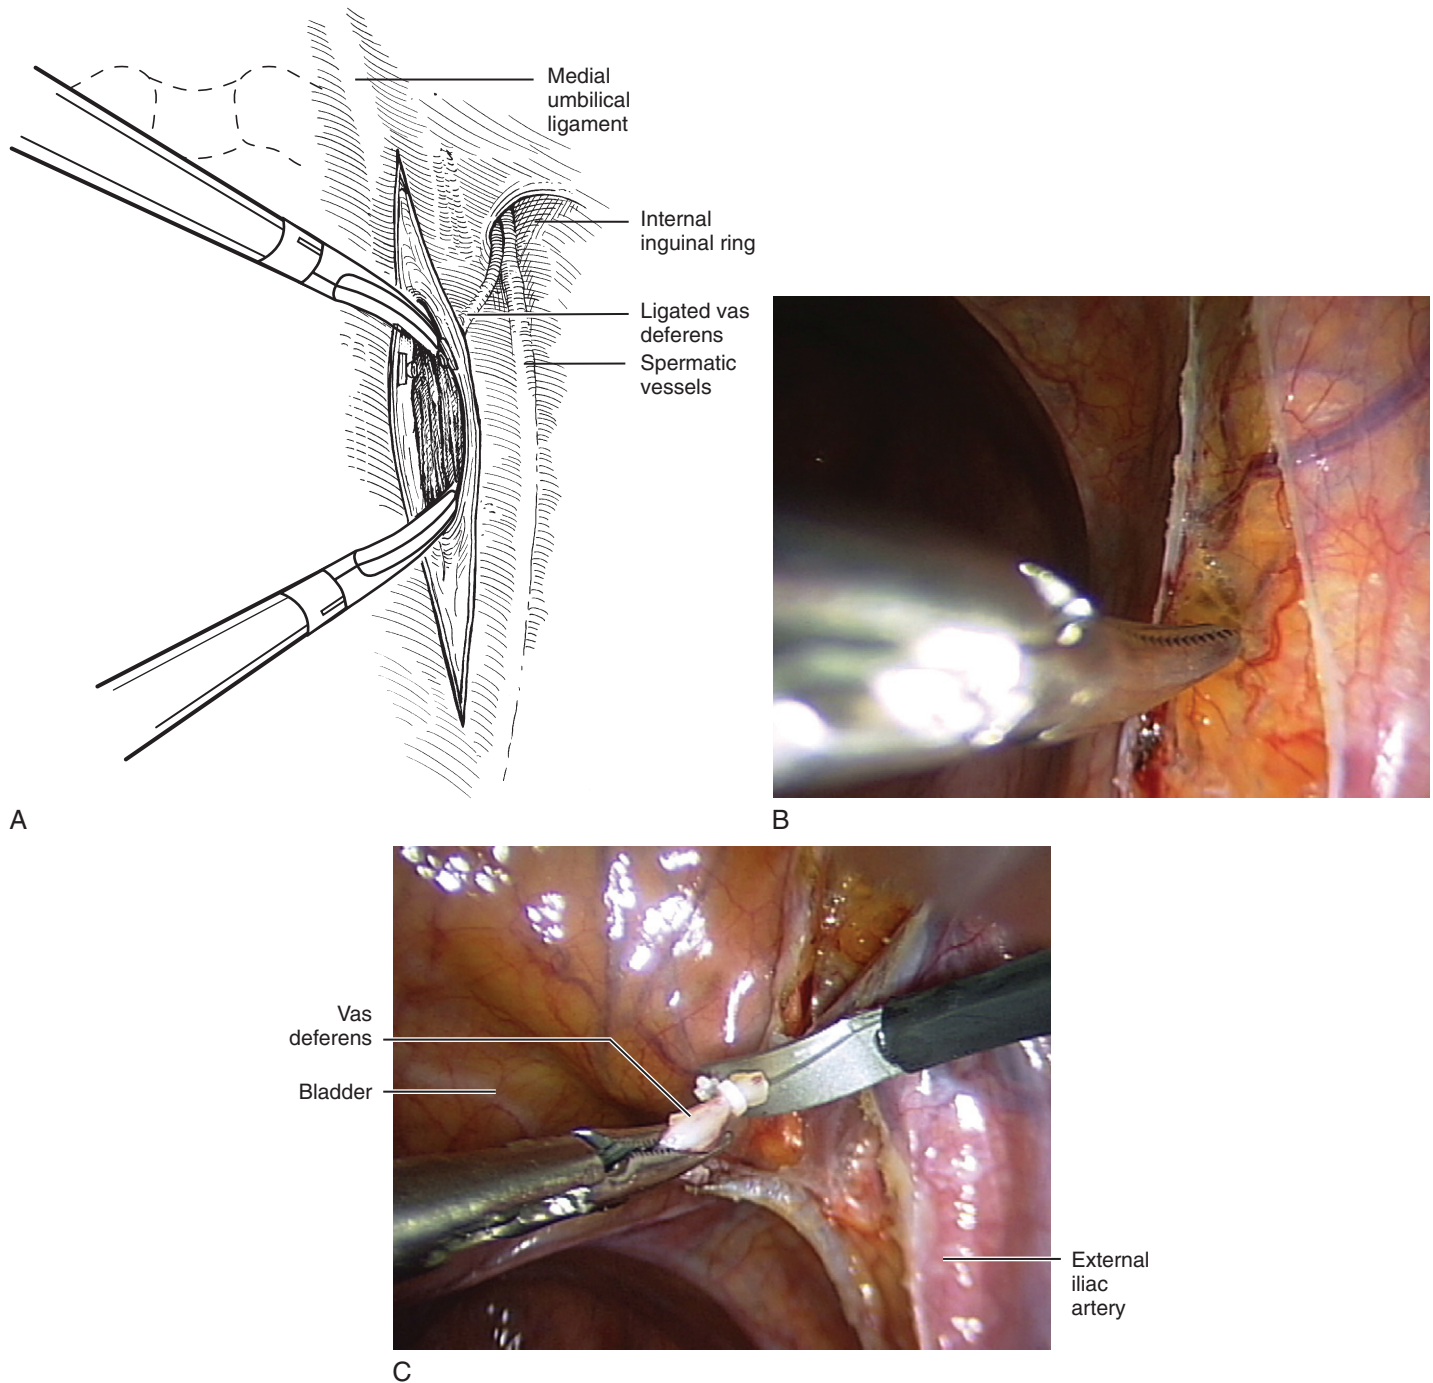 Medial
umbilical
ligament
Internal
inguinal ring
Ligated vas
deferens
Spermatic
vessels
A
B
Vas
deferens
Bladder
External
iliac
artery
C